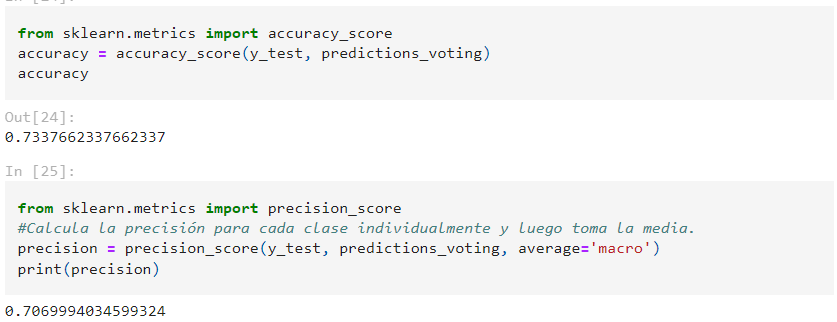 In [24]:
from sklearn.metrics import accuracy_score
accuracy = accuracy_score(y_test, predictions_voting)
accuracy
Out[24]:
0.7337662337662337
In [25]:
from sklearn.metrics import precision_score
#Calcula la precisión para cada clase individualmente y luego toma la media.
precision = precision_score(y_test, predictions_voting, average='macro')
print(precision)
0.7069994034599324